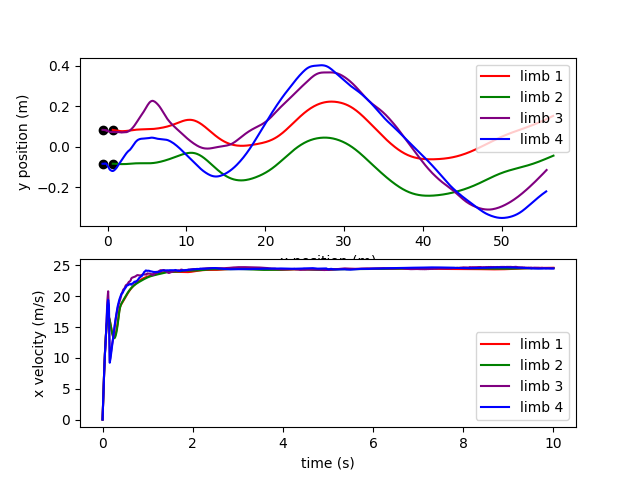 0.4
0.2
0.0
−0.2
y position (m)
limb 1
limb 2
limb 3
limb 4
0
10
20
30
40
50
x position (m)
25
20
15
10
5
0
x velocity (m/s)
limb 1
limb 2
limb 3
limb 4
0
2
4
6
8
10
time (s)